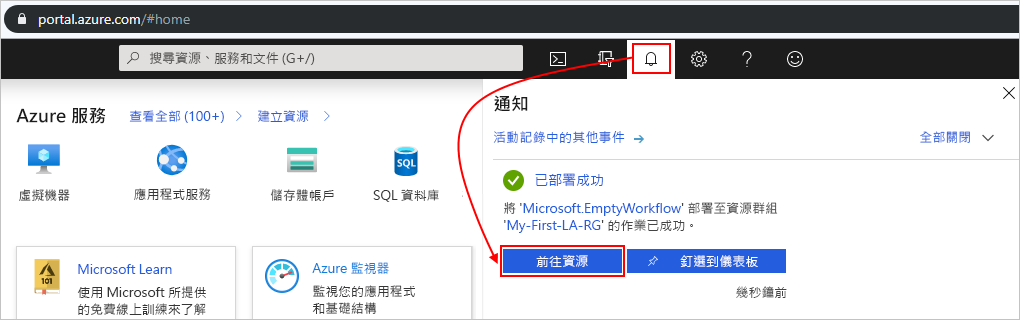 portal.azure.com/#home
搜尋資源、服務和文件 (G+/)
Azure 服務
查看全部 (100+)
建立資源
虛擬機器
應用程式服務
儲存體帳戶
SQL
SQL 資料庫
101
Microsoft Learn
使用 Microsoft 所提供
的免費線上訓練來了解
Azure 監視器
監視您的應用程式
和基礎結構
通知
活動記錄中的其他事件
全部關閉
已部署成功
將 'Microsoft.EmptyWorkflow' 部署至資源群組
'My-First-LA-RG' 的作業已成功。
前往資源
釘選到儀表板
幾秒鐘前